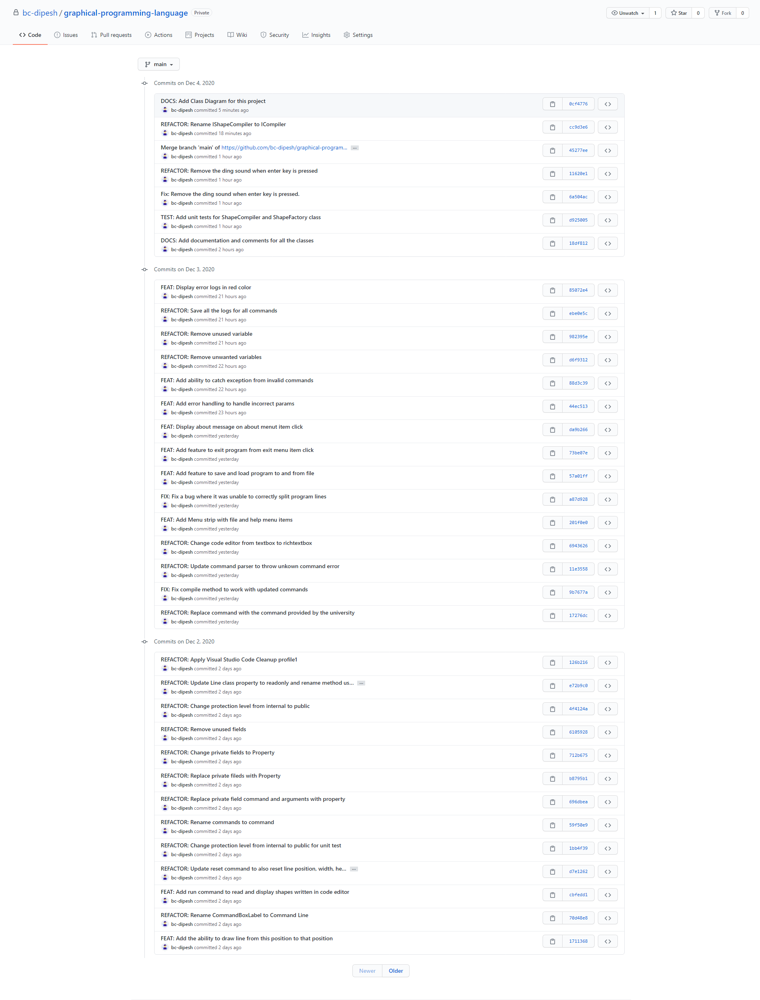 bc-dipesh / graphical-programming-language Private
Unwatch 1 Star 0 Fork 0
Code Issues Pull requests Actions Projects Wiki Security Insights Settings
main
Commits on Dec 4, 2020
DOCS: Add Class Diagram for this project
0cf4776
bc-dipesh committed 5 minutes ago
REFACTOR: Rename IShapeCompiler to ICompiler
cc9d3e6
bc-dipesh committed 18 minutes ago
Merge branch 'main' of https://github.com/bc-dipesh/graphical-program... …
45277ee
bc-dipesh committed 1 hour ago
REFACTOR: Remove the ding sound when enter key is pressed
11620e1
bc-dipesh committed 1 hour ago
Fix: Remove the ding sound when enter key is pressed.
6a504ac
bc-dipesh committed 1 hour ago
TEST: Add unit tests for ShapeCompiler and ShapeFactory class
d925005
bc-dipesh committed 1 hour ago
DOCS: Add documentation and comments for all the classes
18df812
bc-dipesh committed 2 hours ago
Commits on Dec 3, 2020
FEAT: Display error logs in red color
85072e4
bc-dipesh committed 21 hours ago
REFACTOR: Save all the logs for all commands
ebe0e5c
bc-dipesh committed 21 hours ago
REFACTOR: Remove unused variable
982395e
bc-dipesh committed 21 hours ago
REFACTOR: Remove unwanted variables
d6f9312
bc-dipesh committed 22 hours ago
FEAT: Add ability to catch exception from invalid commands
88d3c39
bc-dipesh committed 22 hours ago
FEAT: Add error handling to handle incorrect params
44ec513
bc-dipesh committed 23 hours ago
FEAT: Display about message on about menut item click
da9b266
bc-dipesh committed yesterday
FEAT: Add feature to exit program from exit menu item click
73be07e
bc-dipesh committed yesterday
FEAT: Add feature to save and load program to and from file
57a01ff
bc-dipesh committed yesterday
FIX: Fix a bug where it was unable to correctly split program lines
a87d928
bc-dipesh committed yesterday
FEAT: Add Menu strip with file and help menu items
201f0e0
bc-dipesh committed yesterday
REFACTOR: Change code editor from textbox to richtextbox
6943626
bc-dipesh committed yesterday
REFACTOR: Update command parser to throw unkown command error
11e3558
bc-dipesh committed yesterday
FIX: Fix compile method to work with updated commands
9b7677a
bc-dipesh committed yesterday
REFACTOR: Replace command with the command provided by the university
17276dc
bc-dipesh committed yesterday
Commits on Dec 2, 2020
REFACTOR: Apply Visual Studio Code Cleanup profile1
126b216
bc-dipesh committed 2 days ago
REFACTOR: Update Line class property to readonly and rename method us... …
e72b9c0
bc-dipesh committed 2 days ago
REFACTOR: Change protection level from internal to public
4f4124a
bc-dipesh committed 2 days ago
REFACTOR: Remove unused fields
6105928
bc-dipesh committed 2 days ago
REFACTOR: Change private fields to Property
712b675
bc-dipesh committed 2 days ago
REFACTOR: Replace private fileds with Property
b8795b1
bc-dipesh committed 2 days ago
REFACTOR: Replace private field command and arguments with property
696dbea
bc-dipesh committed 2 days ago
REFACTOR: Rename commands to command
59f50e9
bc-dipesh committed 2 days ago
REFACTOR: Change protection level from internal to public for unit test
1bb4f39
bc-dipesh committed 2 days ago
REFACTOR: Update reset command to also reset line position, width, he... …
d7e1262
bc-dipesh committed 2 days ago
FEAT: Add run command to read and display shapes written in code editor
cbfedd1
bc-dipesh committed 2 days ago
REFACTOR: Rename CommandBoxLabel to Command Line
70d48e8
bc-dipesh committed 2 days ago
FEAT: Add the ability to draw line from this position to that position
1711368
bc-dipesh committed 2 days ago
Newer Older